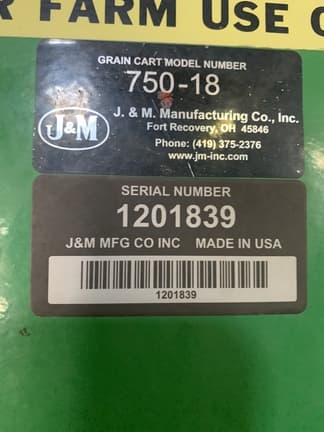 R FARM USE O
GRAIN CART MODEL NUMBER
750-18
J&M
J. & M. Manufacturing Co., Inc.
Fort Recovery, OH 45846
Phone: (419) 375-2376
www.jm-inc.com
SERIAL NUMBER
1201839
J&M MFG CO INC MADE IN USA
1201839